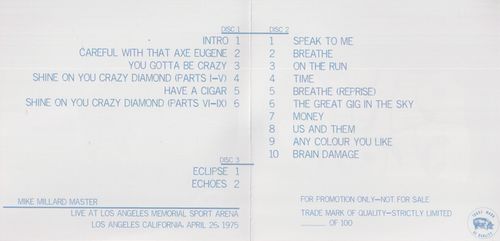 DISC 1
INTRO 1
CAREFUL WITH THAT AXE EUGENE 2
YOU GOTTA BE CRAZY 3
SHINE ON YOU CRAZY DIAMOND (PARTS I-V) 4
HAVE A CIGAR 5
SHINE ON YOU CRAZY DIAMOND (PARTS VI-IX) 6
DISC 3
ECLIPSE 1
ECHOES 2
MIKE MILLARD MASTER
LIVE AT LOS ANGELES MEMORIAL SPORT ARENA
LOS ANGELES CALIFORNIA. APRIL 26, 1975
DISC 2
1 SPEAK TO ME
2 BREATHE
3 ON THE RUN
4 TIME
5 BREATHE (REPRISE)
6 THE GREAT GIG IN THE SKY
7 MONEY
8 US AND THEM
9 ANY COLOUR YOU LIKE
10 BRAIN DAMAGE
FOR PROMOTION ONLY-NOT FOR SALE
TRADE MARK OF QUALITY-STRICTLY LIMITED
OF 100
TRADE MARK
OF QUALITY